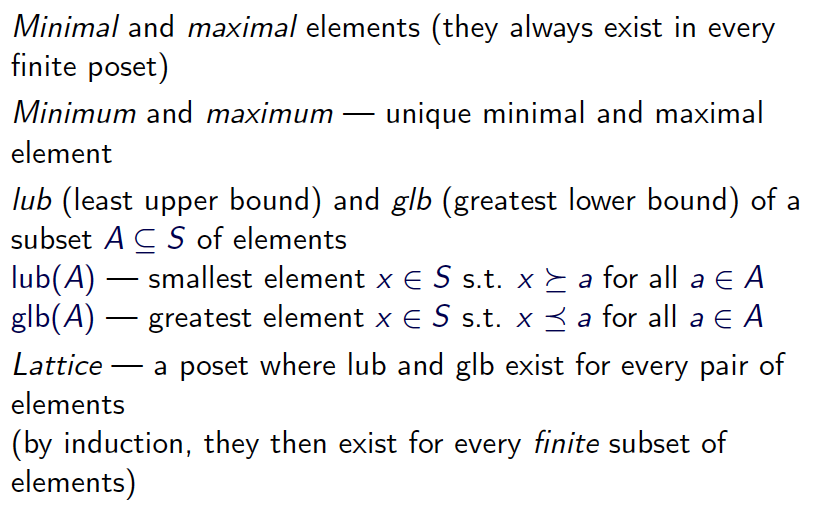 Minimal and maximal elements (they always exist in every
finite poset)
Minimum and maximum — unique minimal and maximal
element
lub (least upper bound) and glb (greatest lower bound) of a
subset A ⊆ S of elements
lub(A) — smallest element x ∈ S s.t. x ⪰ a for all a ∈ A
glb(A) — greatest element x ∈ S s.t. x ⪯ a for all a ∈ A
Lattice — a poset where lub and glb exist for every pair of
elements
(by induction, they then exist for every finite subset of
elements)